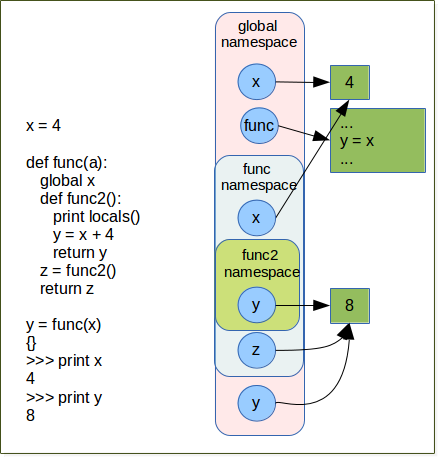 x = 4
def func(a):
global x
def func2():
print locals()
y = x + 4
return y
z = func2()
return z
y = func(x)
{}
>>> print x
4
>>> print y
8
global
namespace
x
4
func
...
y = x
...
func
namespace
x
func2
namespace
y
8
z
y